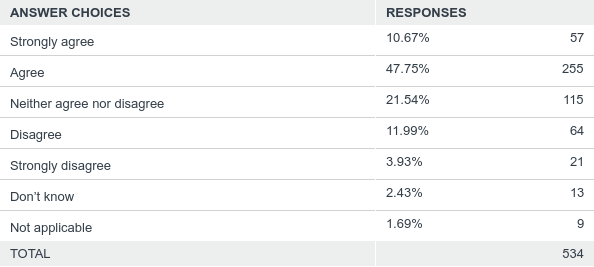 ANSWER CHOICES RESPONSES
Strongly agree 10.67% 57
Agree 47.75% 255
Neither agree nor disagree 21.54% 115
Disagree 11.99% 64
Strongly disagree 3.93% 21
Don’t know 2.43% 13
Not applicable 1.69% 9
TOTAL 534